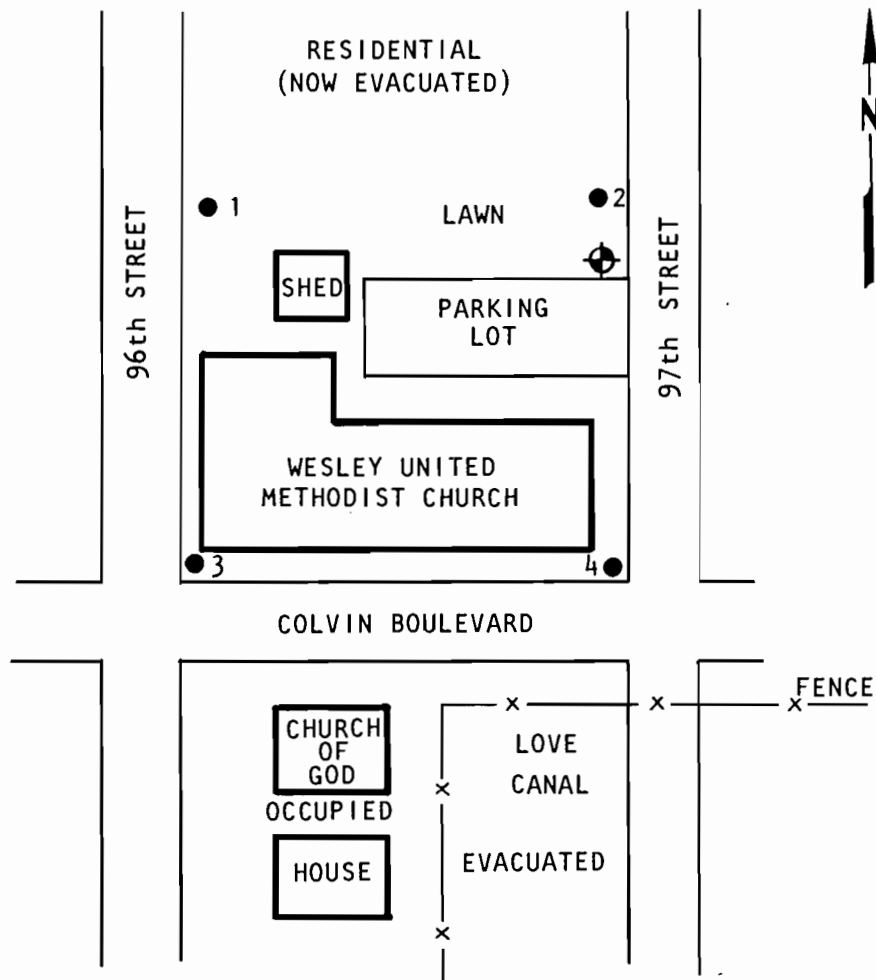 RESIDENTIAL
(NOW EVACUATED)
N
1
2
LAWN
96th STREET
97th STREET
SHED
PARKING
LOT
WESLEY UNITED
METHODIST CHURCH
3
4
COLVIN BOULEVARD
FENCE
x x x
CHURCH
OF
GOD
LOVE
CANAL
x
OCCUPIED
HOUSE
EVACUATED
x